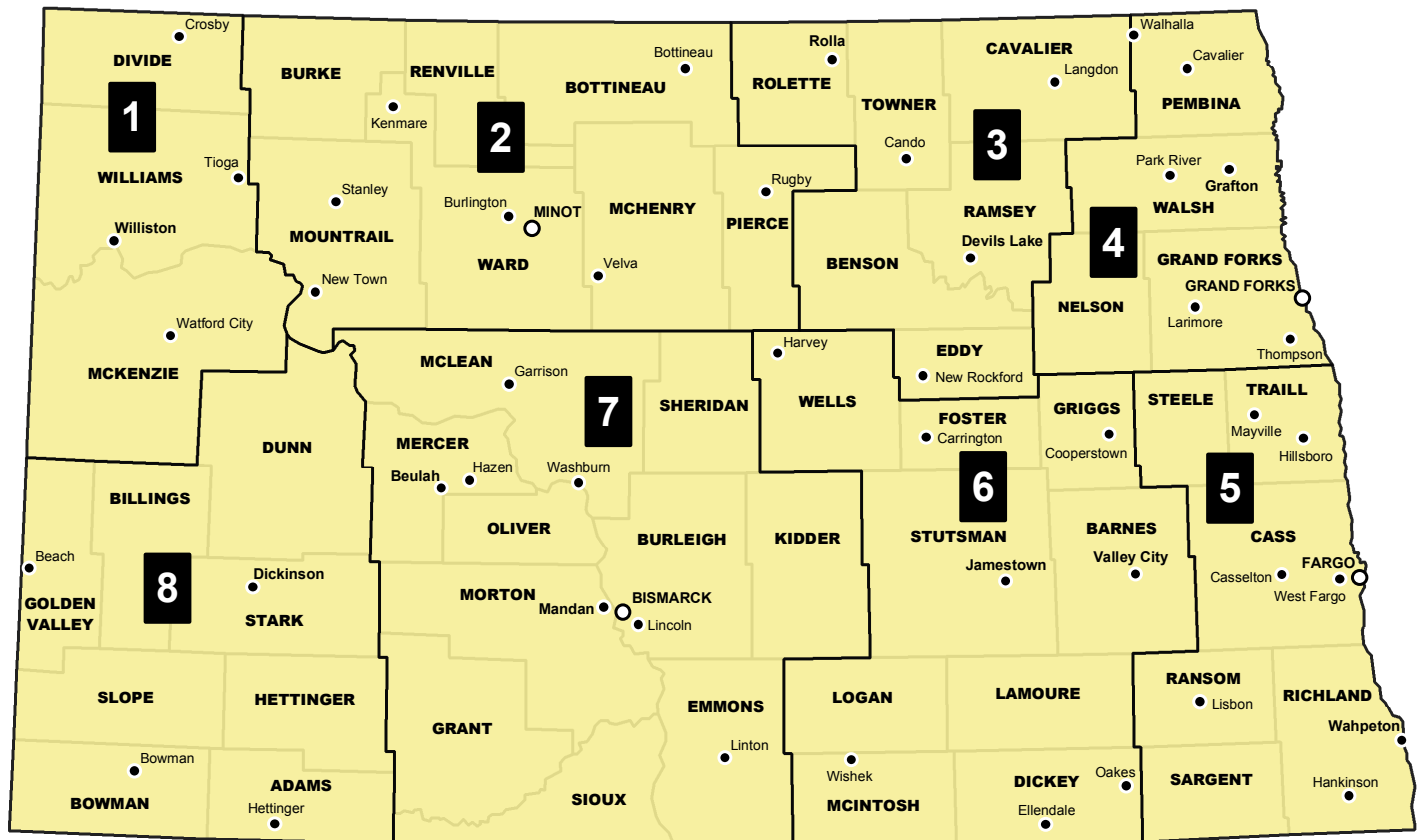 Crosby
DIVIDE
1
Tioga
WILLIAMS
Williston
Watford City
MCKENZIE
BURKE
RENVILLE
BOTTINEAU
Bottineau
Kenmare
2
Stanley
MOUNTRAIL
New Town
Burlington
MINOT
WARD
MCHENRY
Velva
Rugby
PIERCE
Rolla
ROLETTE
TOWNER
Cando
CAVALIER
Langdon
3
RAMSEY
Devils Lake
BENSON
EDDY
New Rockford
Walhalla
Cavalier
PEMBINA
Park River
Grafton
WALSH
4
GRAND FORKS
GRAND FORKS
NELSON
Larimore
Thompson
STEELE
TRAILL
Mayville
Hillsboro
5
CASS
FARGO
Casselton
West Fargo
RANSOM
Lisbon
RICHLAND
Wahpeton
SARGENT
Hankinson
Harvey
WELLS
FOSTER
Carrington
GRIGGS
Cooperstown
6
STUTSMAN
Jamestown
BARNES
Valley City
LOGAN
LAMOURE
Wishek
MCINTOSH
DICKEY
Oakes
Ellendale
MCLEAN
Garrison
7
SHERIDAN
MERCER
Beulah
Hazen
Washburn
OLIVER
BURLEIGH
KIDDER
MORTON
Mandan
BISMARCK
Lincoln
GRANT
EMMONS
Linton
SIOUX
DUNN
BILLINGS
Beach
GOLDEN
VALLEY
8
Dickinson
STARK
SLOPE
HETTINGER
Bowman
BOWMAN
ADAMS
Hettinger